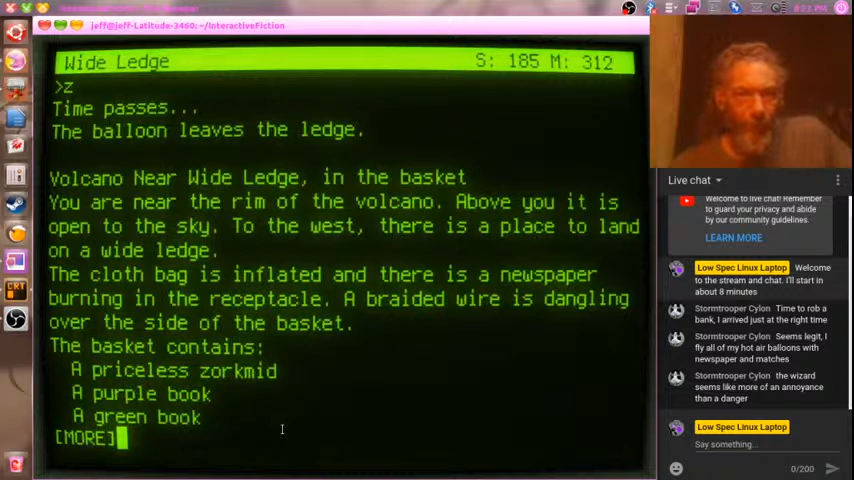 jeff@jeff-Latitude-3460: ~/InteractiveFiction
Wide Ledge S: 185 M: 312
>z
Time passes...
The balloon leaves the ledge.
Volcano Near Wide Ledge, in the basket
You are near the rim of the volcano. Above you it is
open to the sky. To the west, there is a place to land
on a wide ledge.
The cloth bag is inflated and there is a newspaper
burning in the receptacle. A braided wire is dangling
over the side of the basket.
The basket contains:
A priceless zorkmid
A purple book
A green book
[MORE]
CRT
Live chat
Welcome to live chat! Remember
to guard your privacy and abide
by our community guidelines.
LEARN MORE
Low Spec Linux Laptop Welcome
to the stream and chat. I'll start in
about 8 minutes
Stormtrooper Cylon Time to rob a
bank, I arrived just at the right time
Stormtrooper Cylon Seems legit, I
fly all of my hot air balloons with
newspaper and matches
Stormtrooper Cylon the wizard
seems like more of an annoyance
than a danger
Low Spec Linux Laptop
Say something...
0/200